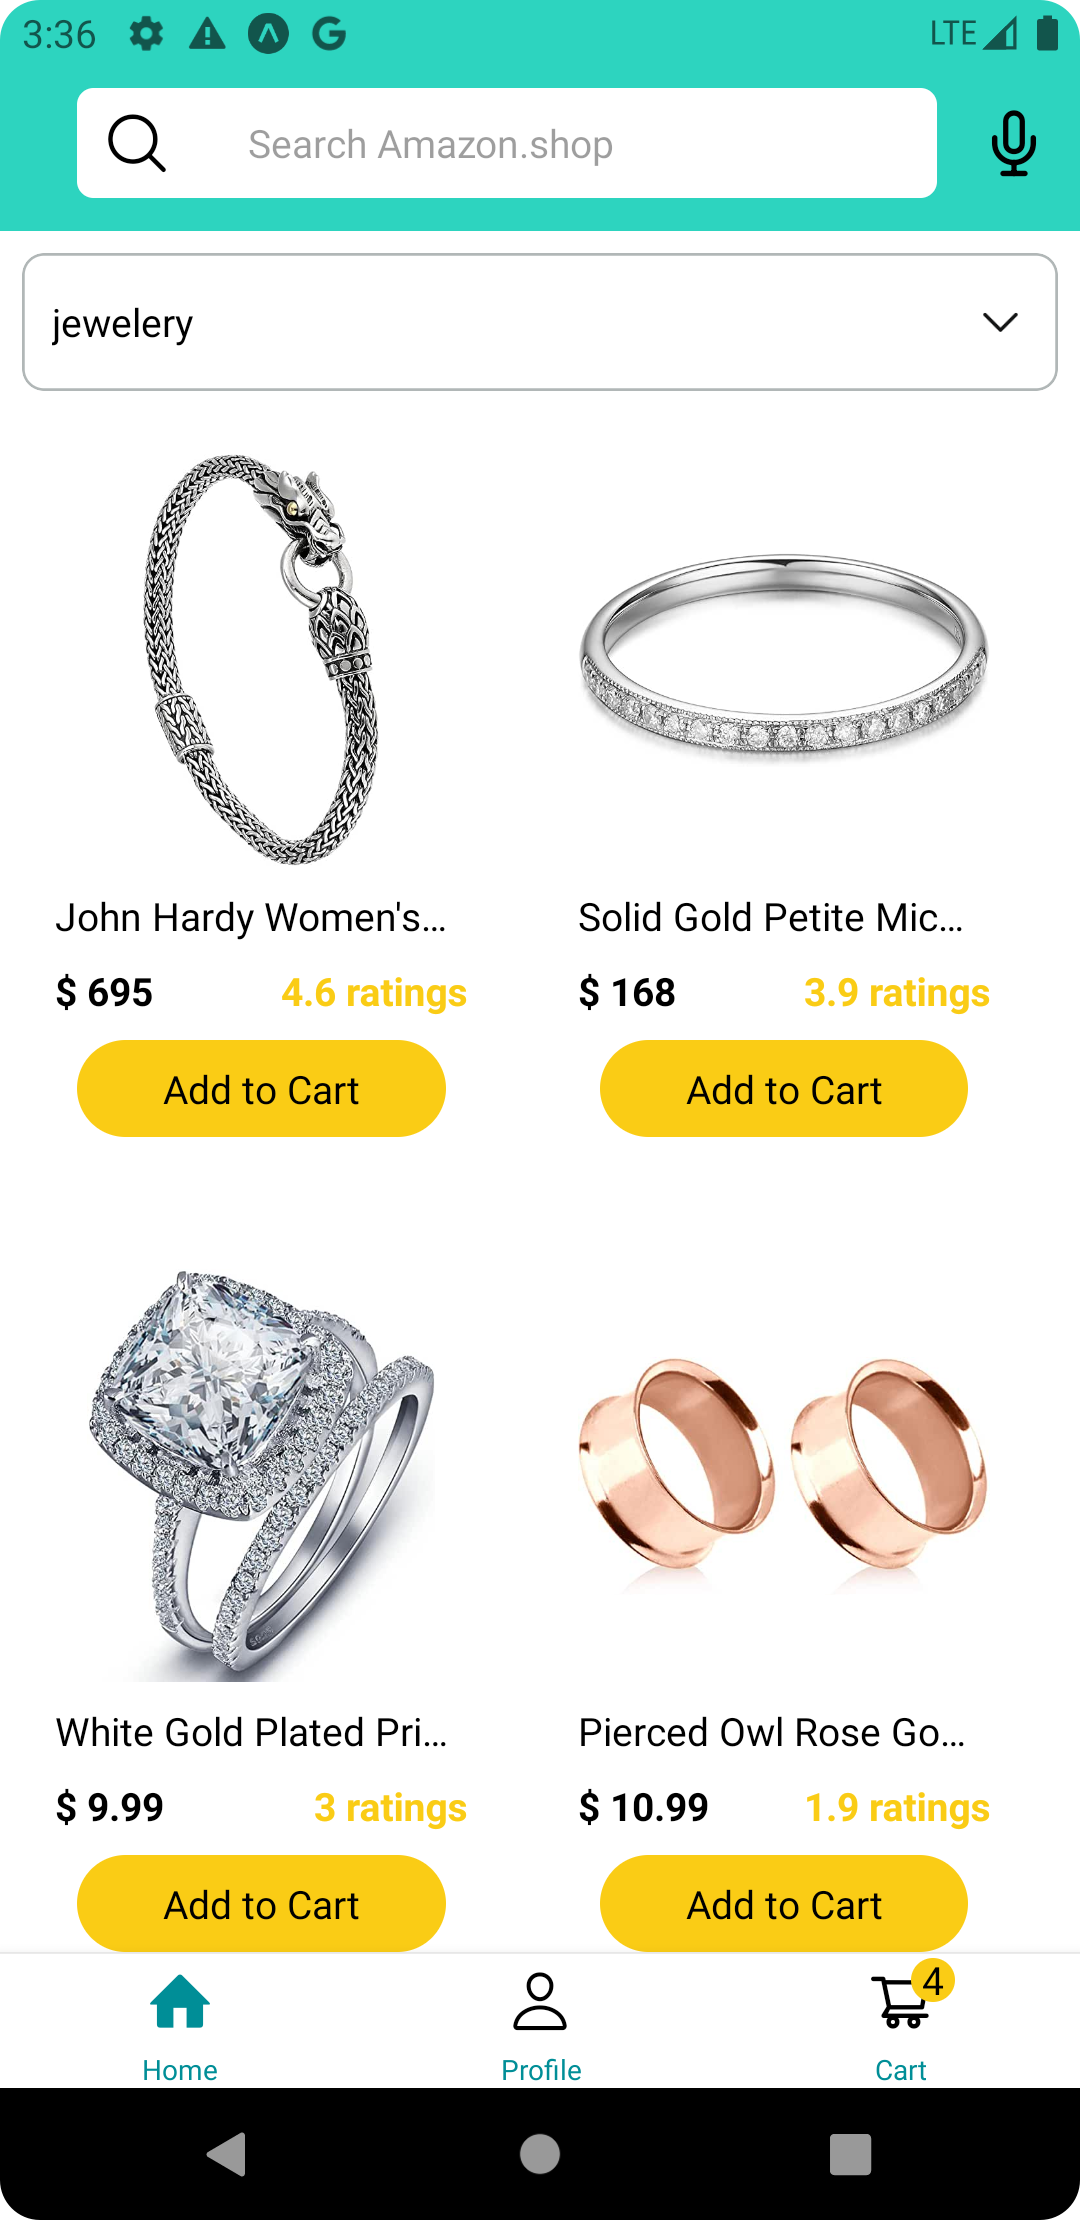 3:36
LTE
Search Amazon.shop
jewelery
John Hardy Women's...
Solid Gold Petite Mic...
$ 695
4.6 ratings
$ 168
3.9 ratings
Add to Cart
Add to Cart
White Gold Plated Pri...
Pierced Owl Rose Go...
$ 9.99
3 ratings
$ 10.99
1.9 ratings
Add to Cart
Add to Cart
4
Home
Profile
Cart